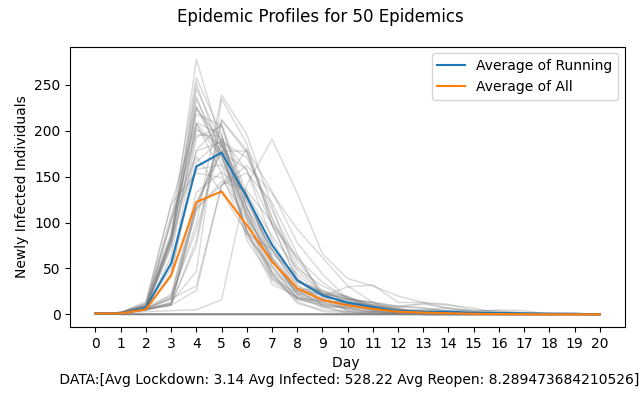 Epidemic Profiles for 50 Epidemics
Newly Infected Individuals
250
200
150
100
50
0
Average of Running
Average of All
0 1 2 3 4 5 6 7 8 9 10 11 12 13 14 15 16 17 18 19 20
Day
DATA:[Avg Lockdown: 3.14 Avg Infected: 528.22 Avg Reopen: 8.289473684210526]